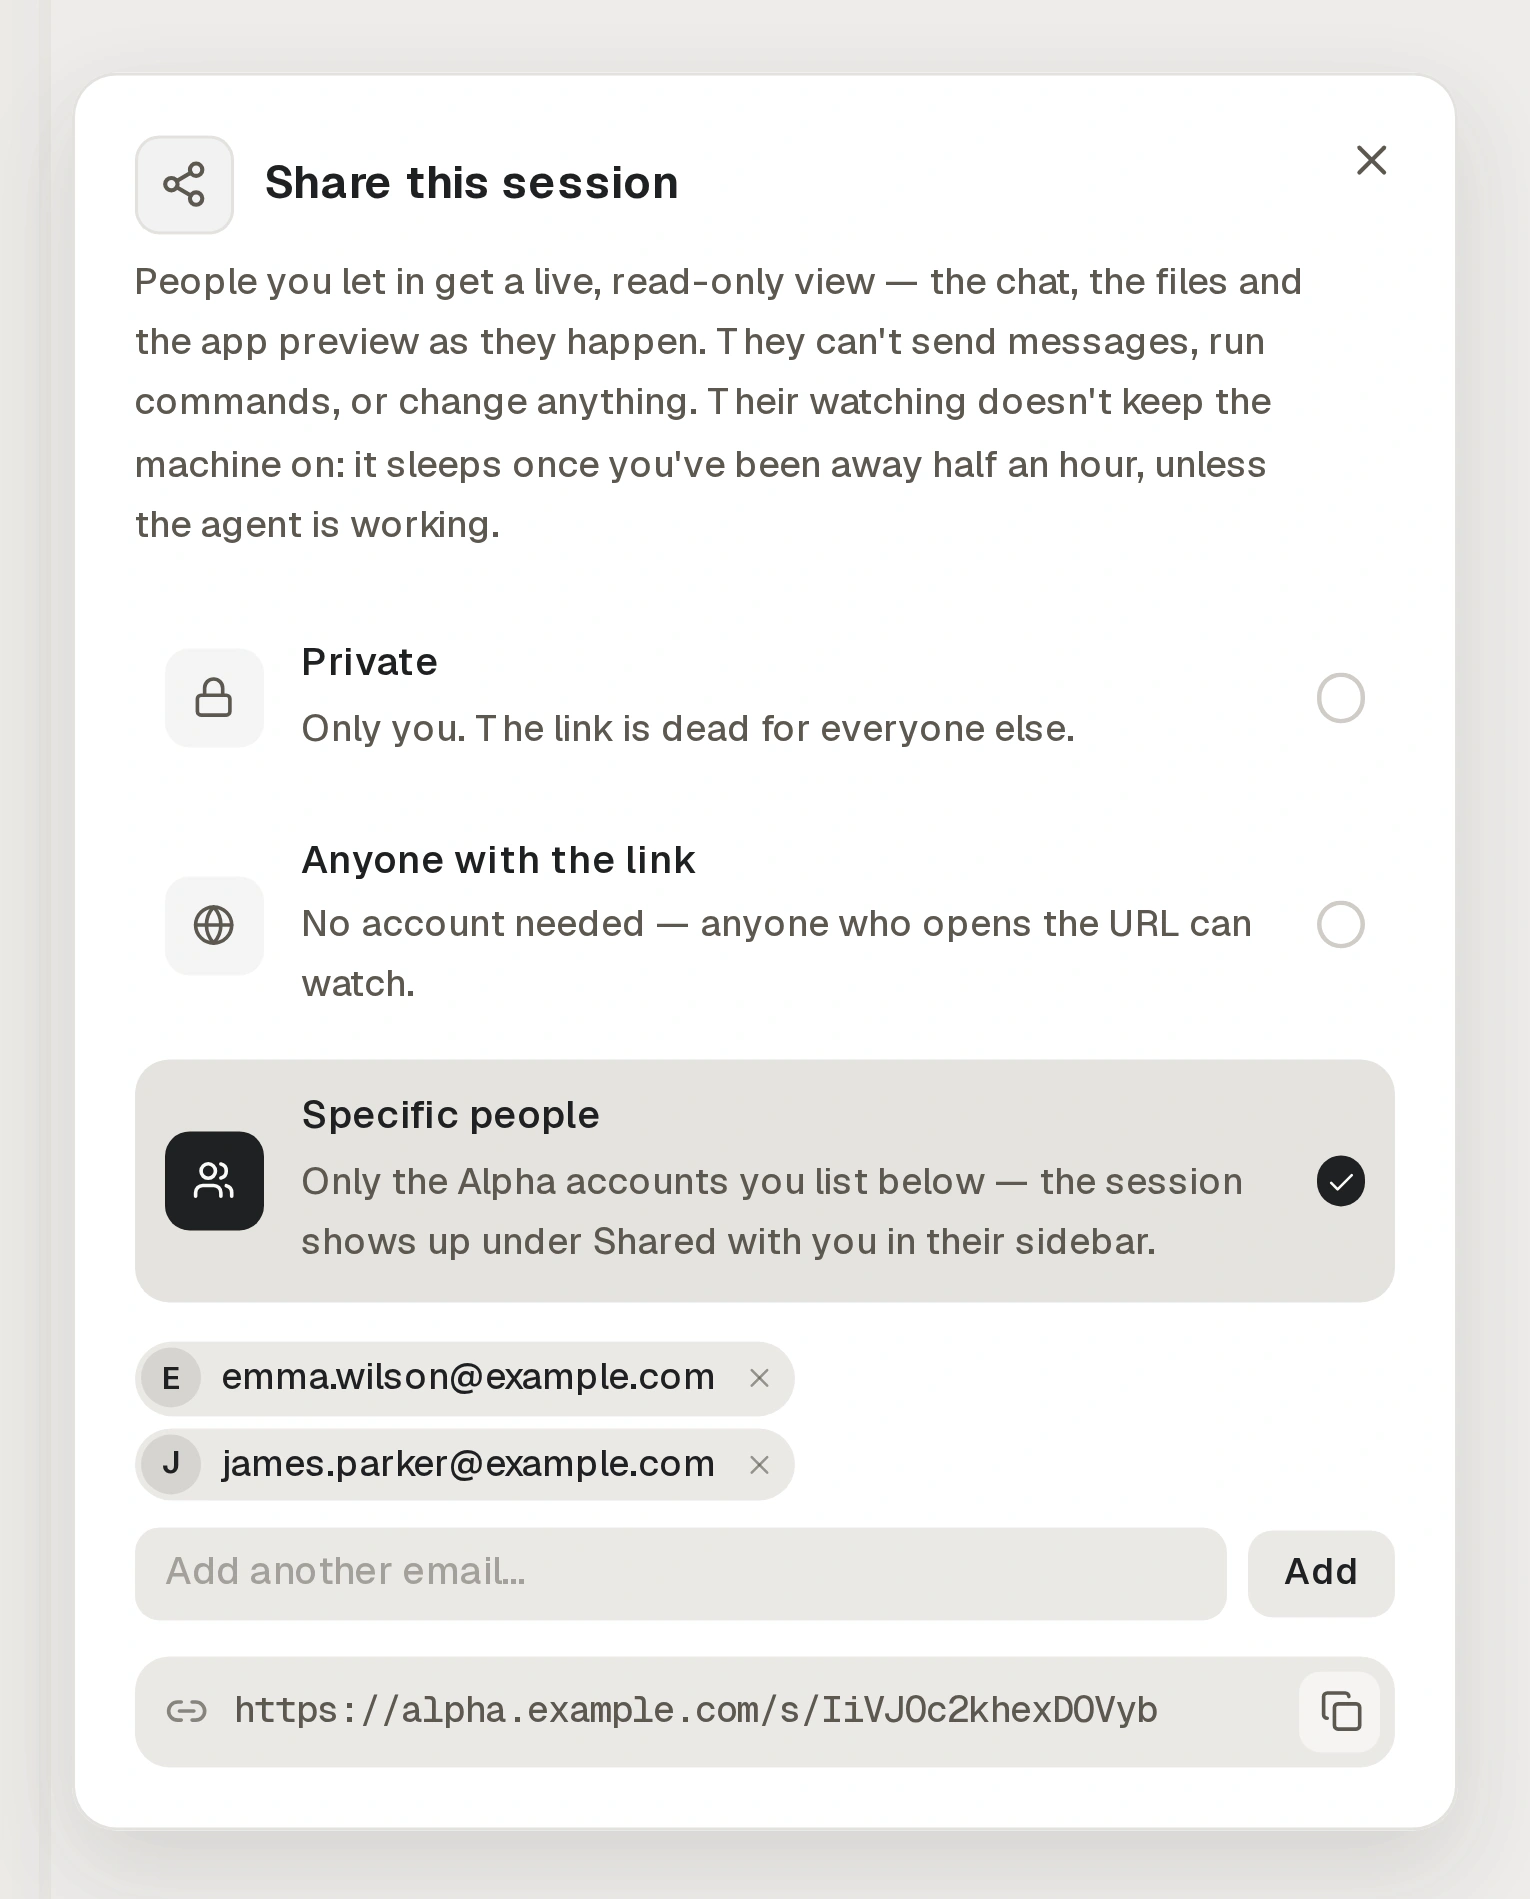 Share this session
People you let in get a live, read-only view — the chat, the files and
the app preview as they happen. They can't send messages, run
commands, or change anything. Their watching doesn't keep the
machine on: it sleeps once you've been away half an hour, unless
the agent is working.
Private
Only you. The link is dead for everyone else.
Anyone with the link
No account needed — anyone who opens the URL can
watch.
Specific people
Only the Alpha accounts you list below — the session
shows up under Shared with you in their sidebar.
E emma.wilson@example.com
J james.parker@example.com
Add another email…
Add
https://alpha.example.com/s/IiVJOc2khexDOVyb